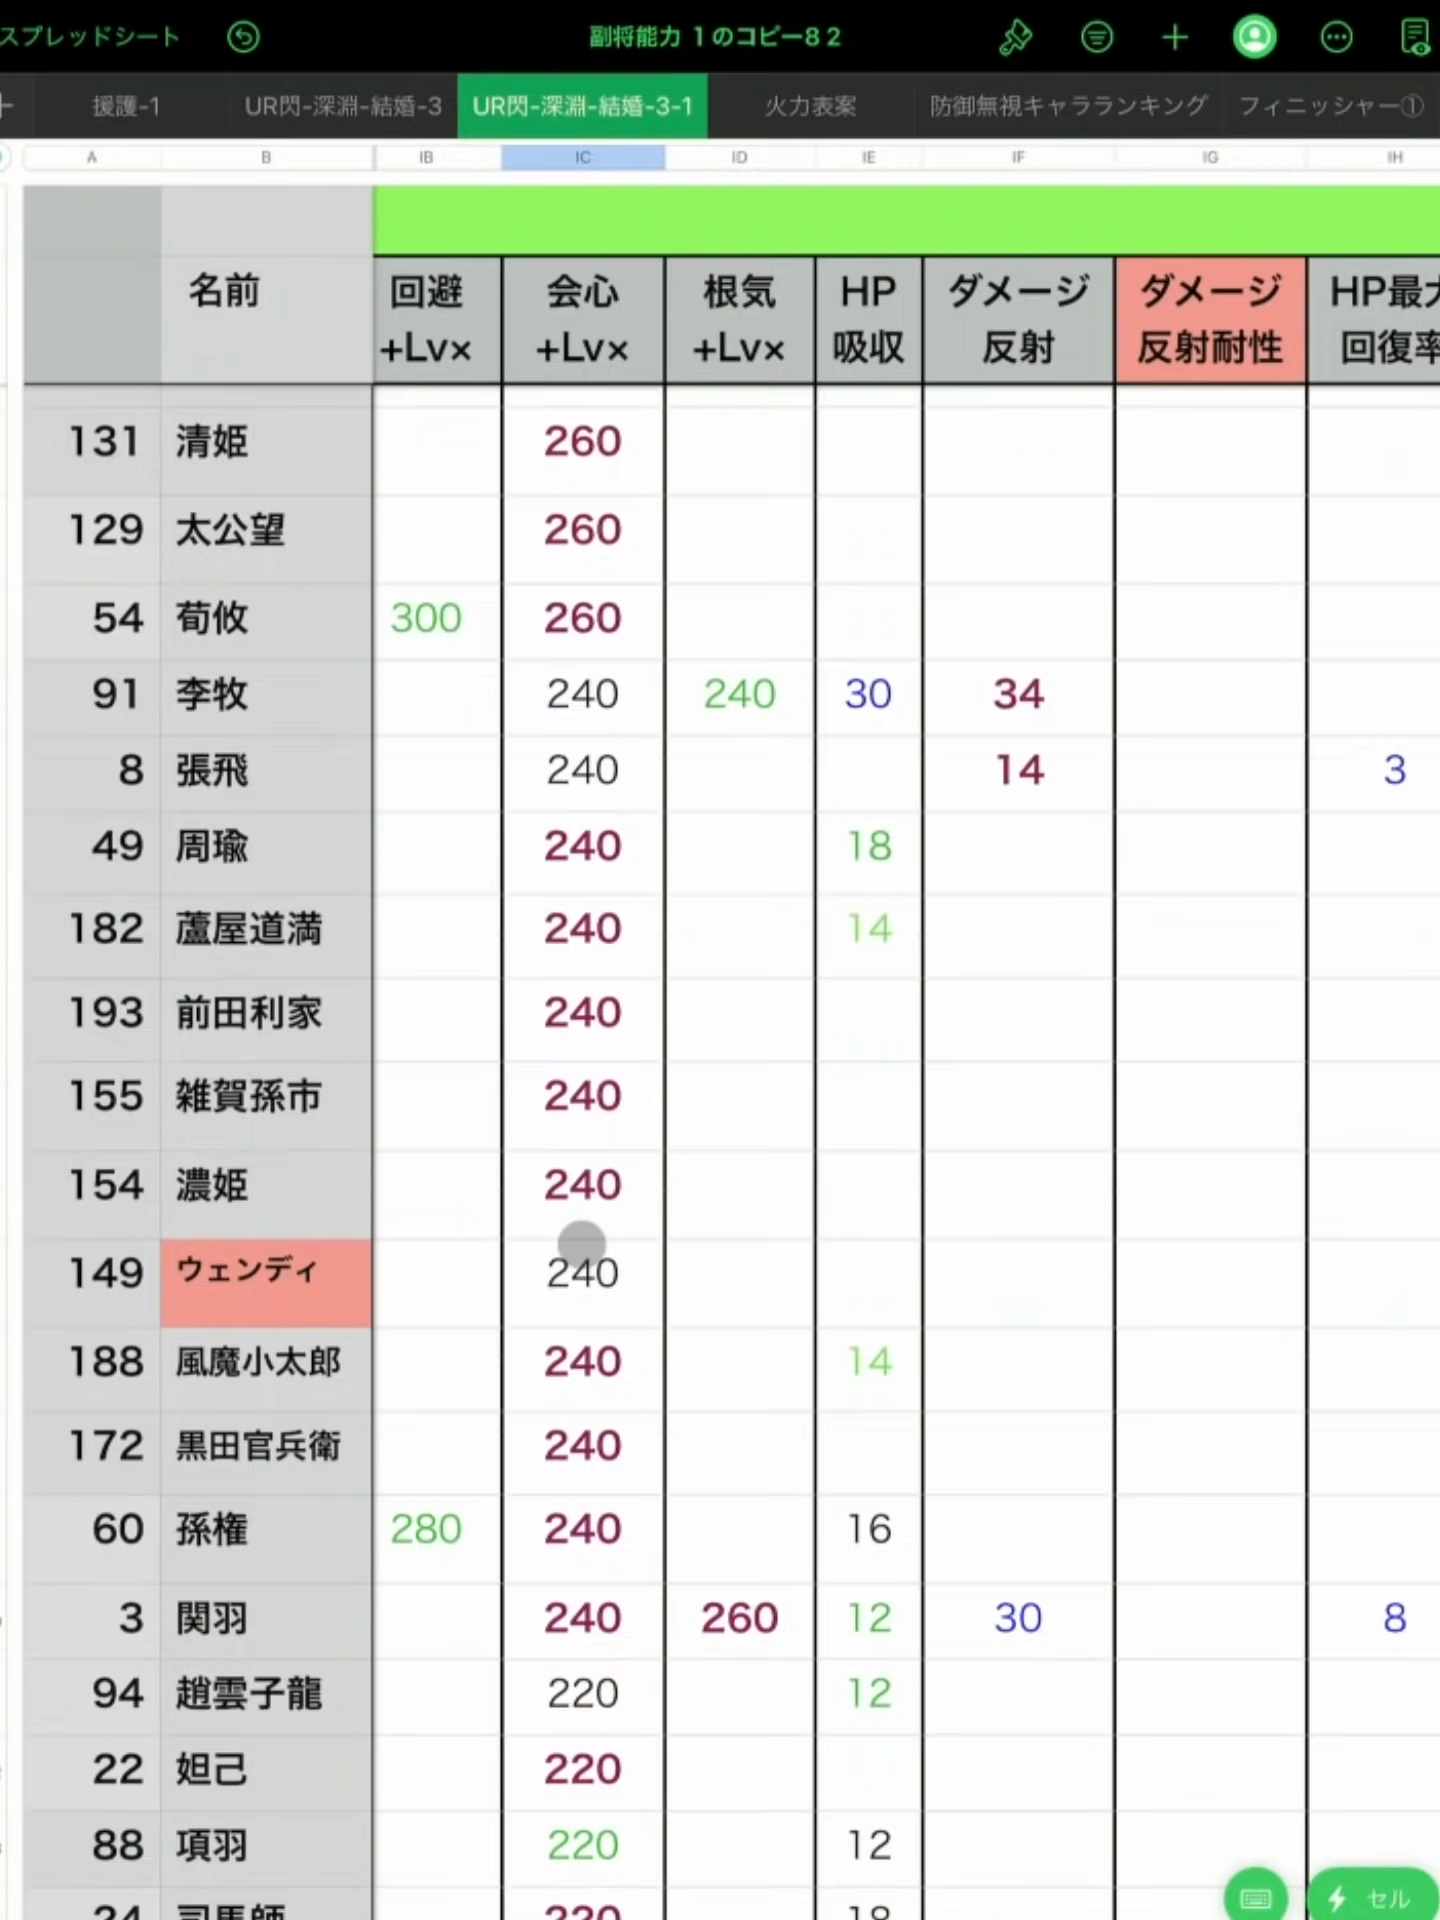 スプレッドシート 副将能力 1のコピー8 2
援護-1 UR閃-深淵-結婚-3 UR閃-深淵-結婚-3-1 火力表案 防御無視キャラランキング フィニッシャー①
A B IB IC ID IE IF IG IH
名前 回避 会心 根気 HP ダメージ ダメージ HP最大
+Lv× +Lv× +Lv× 吸収 反射 反射耐性 回復率
131 清姫 260
129 太公望 260
54 荀攸 300 260
91 李牧 240 240 30 34
8 張飛 240 14 3
49 周瑜 240 18
182 蘆屋道満 240 14
193 前田利家 240
155 雑賀孫市 240
154 濃姫 240
149 ウェンディ 240
188 風魔小太郎 240 14
172 黒田官兵衛 240
60 孫権 280 240 16
3 関羽 240 260 12 30 8
94 趙雲子龍 220 12
22 妲己 220
88 項羽 220 12
24 司馬師 220 18
セル